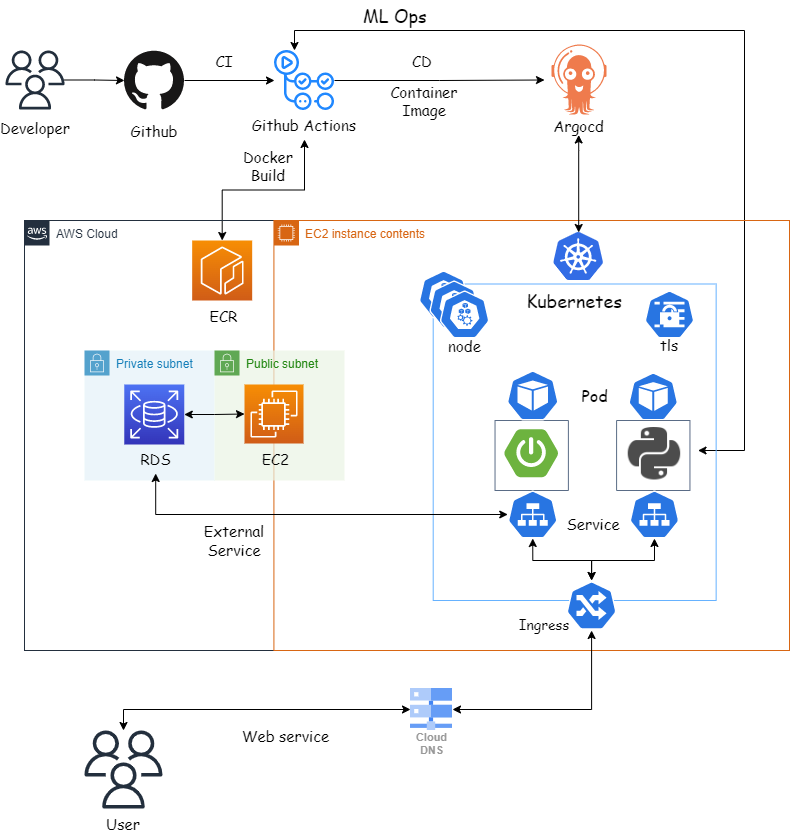 ML Ops
CI
CD
Container
Image
Developer
Github
Github Actions
Argocd
Docker
Build
aws
AWS Cloud
EC2 instance contents
ECR
Kubernetes
node
tls
Private subnet
Public subnet
Pod
RDS
EC2
External
Service
Service
Ingress
Web service
Cloud
DNS
User